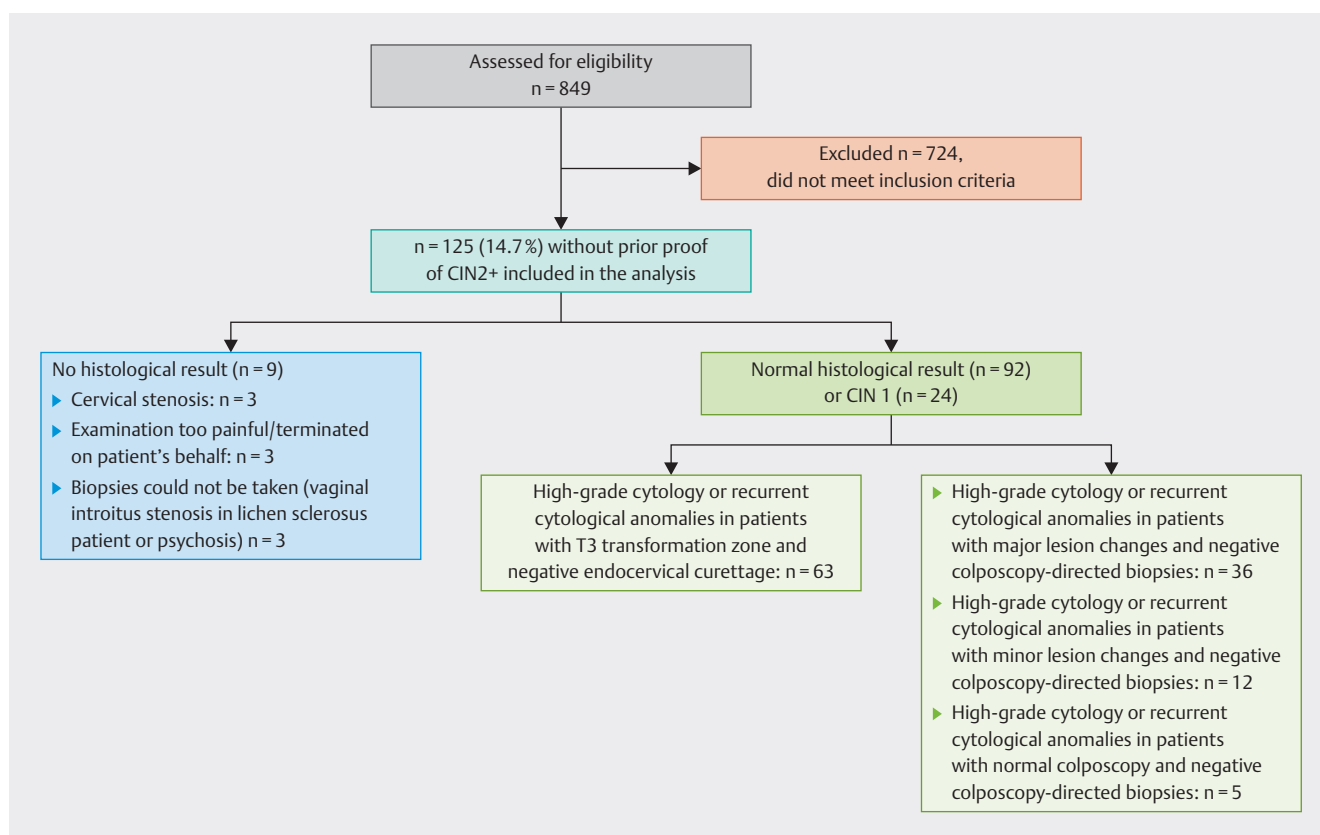 Assessed for eligibility
n = 849
Excluded n = 724,
did not meet inclusion criteria
n = 125 (14.7 %) without prior proof
of CIN2+ included in the analysis
No histological result (n = 9)
Cervical stenosis: n = 3
Examination too painful/terminated
on patient’s behalf: n = 3
Biopsies could not be taken (vaginal
introitus stenosis in lichen sclerosus
patient or psychosis) n = 3
Normal histological result (n = 92)
or CIN 1 (n = 24)
High-grade cytology or recurrent
cytological anomalies in patients
with T3 transformation zone and
negative endocervical curettage: n = 63
High-grade cytology or recurrent
cytological anomalies in patients
with major lesion changes and negative
colposcopy-directed biopsies: n = 36
High-grade cytology or recurrent
cytological anomalies in patients
with minor lesion changes and negative
colposcopy-directed biopsies: n = 12
High-grade cytology or recurrent
cytological anomalies in patients
with normal colposcopy and negative
colposcopy-directed biopsies: n = 5